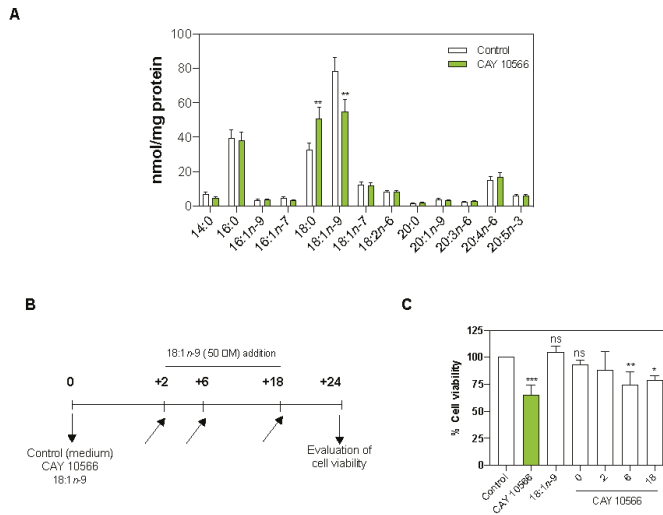 A
Control
CAY 10566
nmol/mg protein
100
80
60
40
20
0
**
**
14:0
16:0
16:1n-9
16:1n-7
18:0
18:1n-9
18:1n-7
18:2n-6
20:0
20:1n-9
20:3n-6
20:4n-6
20:5n-3
B
18:1n-9 (50 □M) addition
0 +2 +6 +18 +24
Control (medium)
CAY 10566
18:1n-9
Evaluation of
cell viability
C
% Cell viability
125
100
75
50
25
0
*** ns ns ** *
Control
CAY 10566
18:1n-9
0
2
6
18
CAY 10566